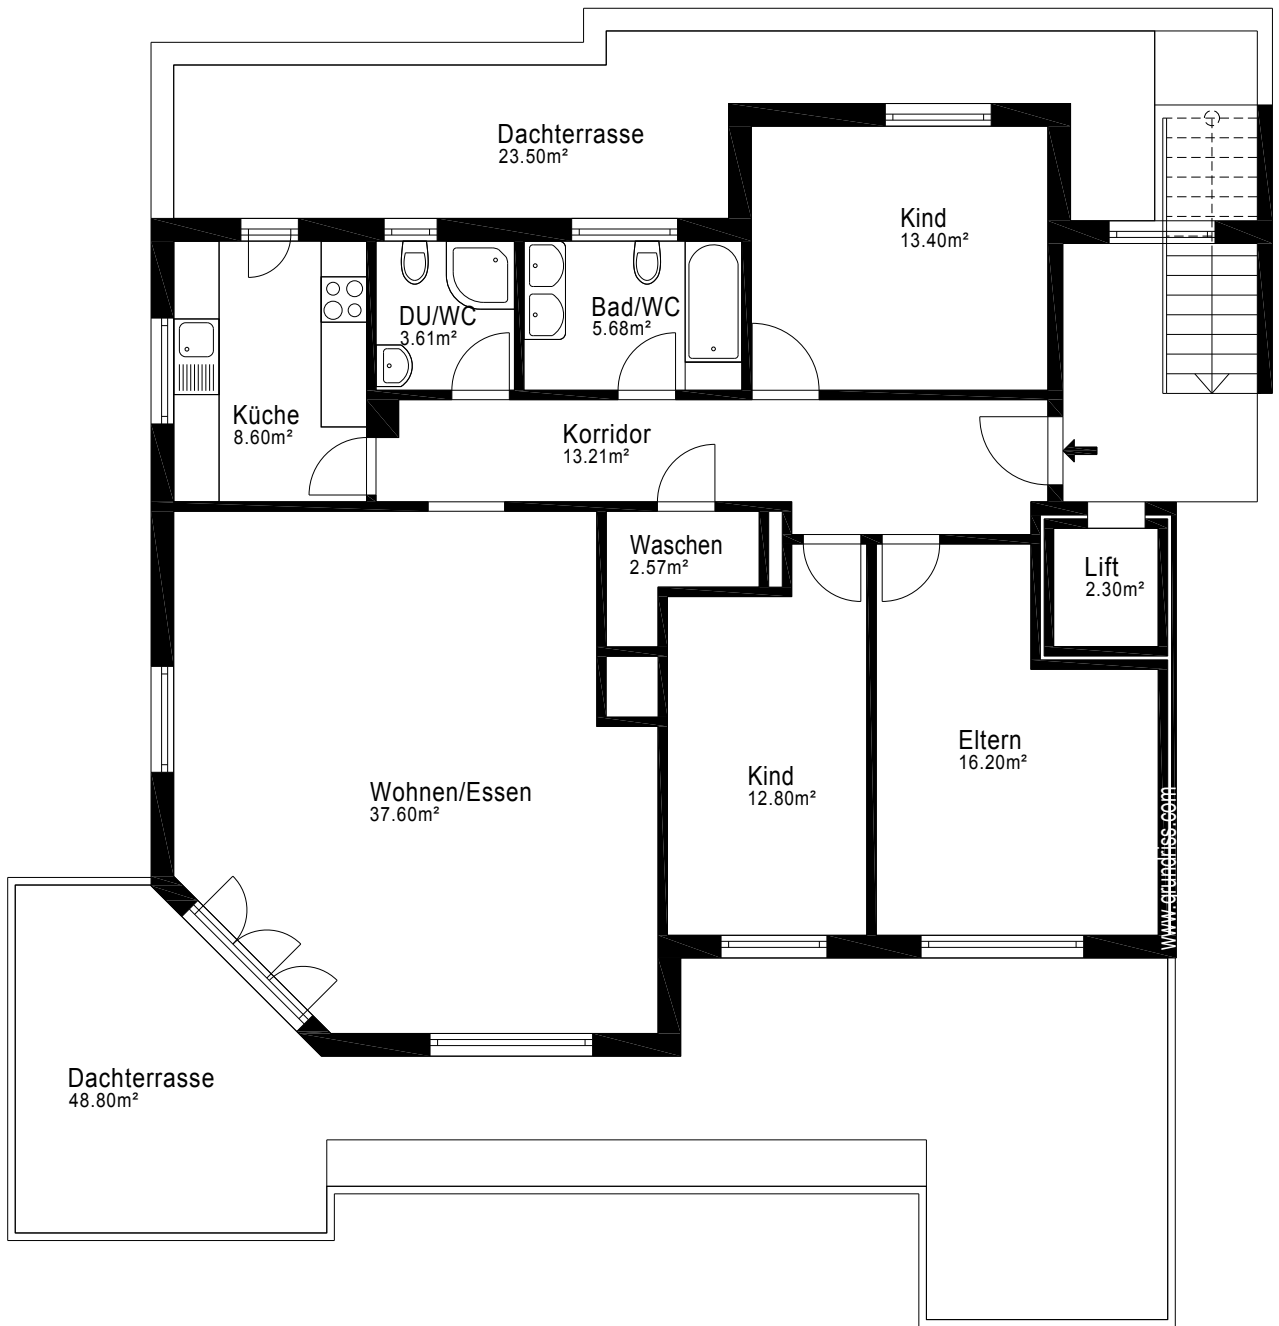 Dachterrasse
23.50m²
Kind
13.40m²
DU/WC
3.61m²
Bad/WC
5.68m²
Küche
8.60m²
Korridor
13.21m²
Waschen
2.57m²
Lift
2.30m²
Eltern
16.20m²
Kind
12.80m²
Wohnen/Essen
37.60m²
www.grundriss.com
Dachterrasse
48.80m²